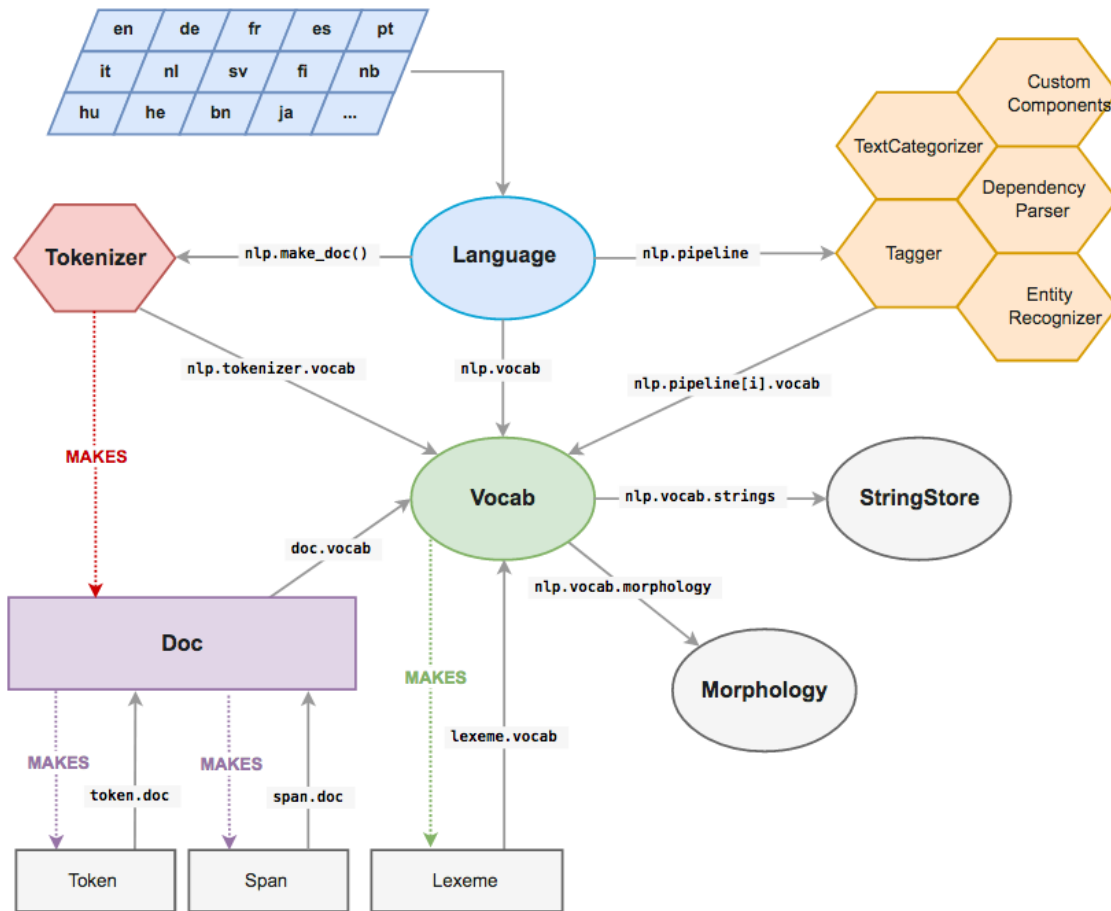 en de fr es pt
it nl sv fi nb
hu he bn ja ...
Custom
Components
TextCategorizer
Dependency
Parser
Tokenizer
nlp.make_doc()
Language
nlp.pipeline
Tagger
Entity
Recognizer
nlp.tokenizer.vocab
nlp.vocab
nlp.pipeline[i].vocab
MAKES
Vocab
nlp.vocab.strings
StringStore
doc.vocab
nlp.vocab.morphology
Doc
MAKES
Morphology
lexeme.vocab
MAKES
MAKES
token.doc
span.doc
Token
Span
Lexeme